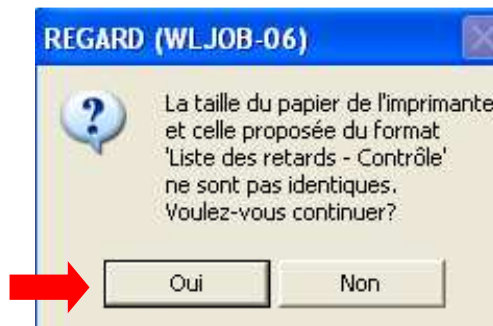 REGARD (WLJOB-06)
La taille du papier de l'imprimante
et celle proposée du format
'Liste des retards - Contrôle'
ne sont pas identiques.
Voulez-vous continuer?
Oui Non